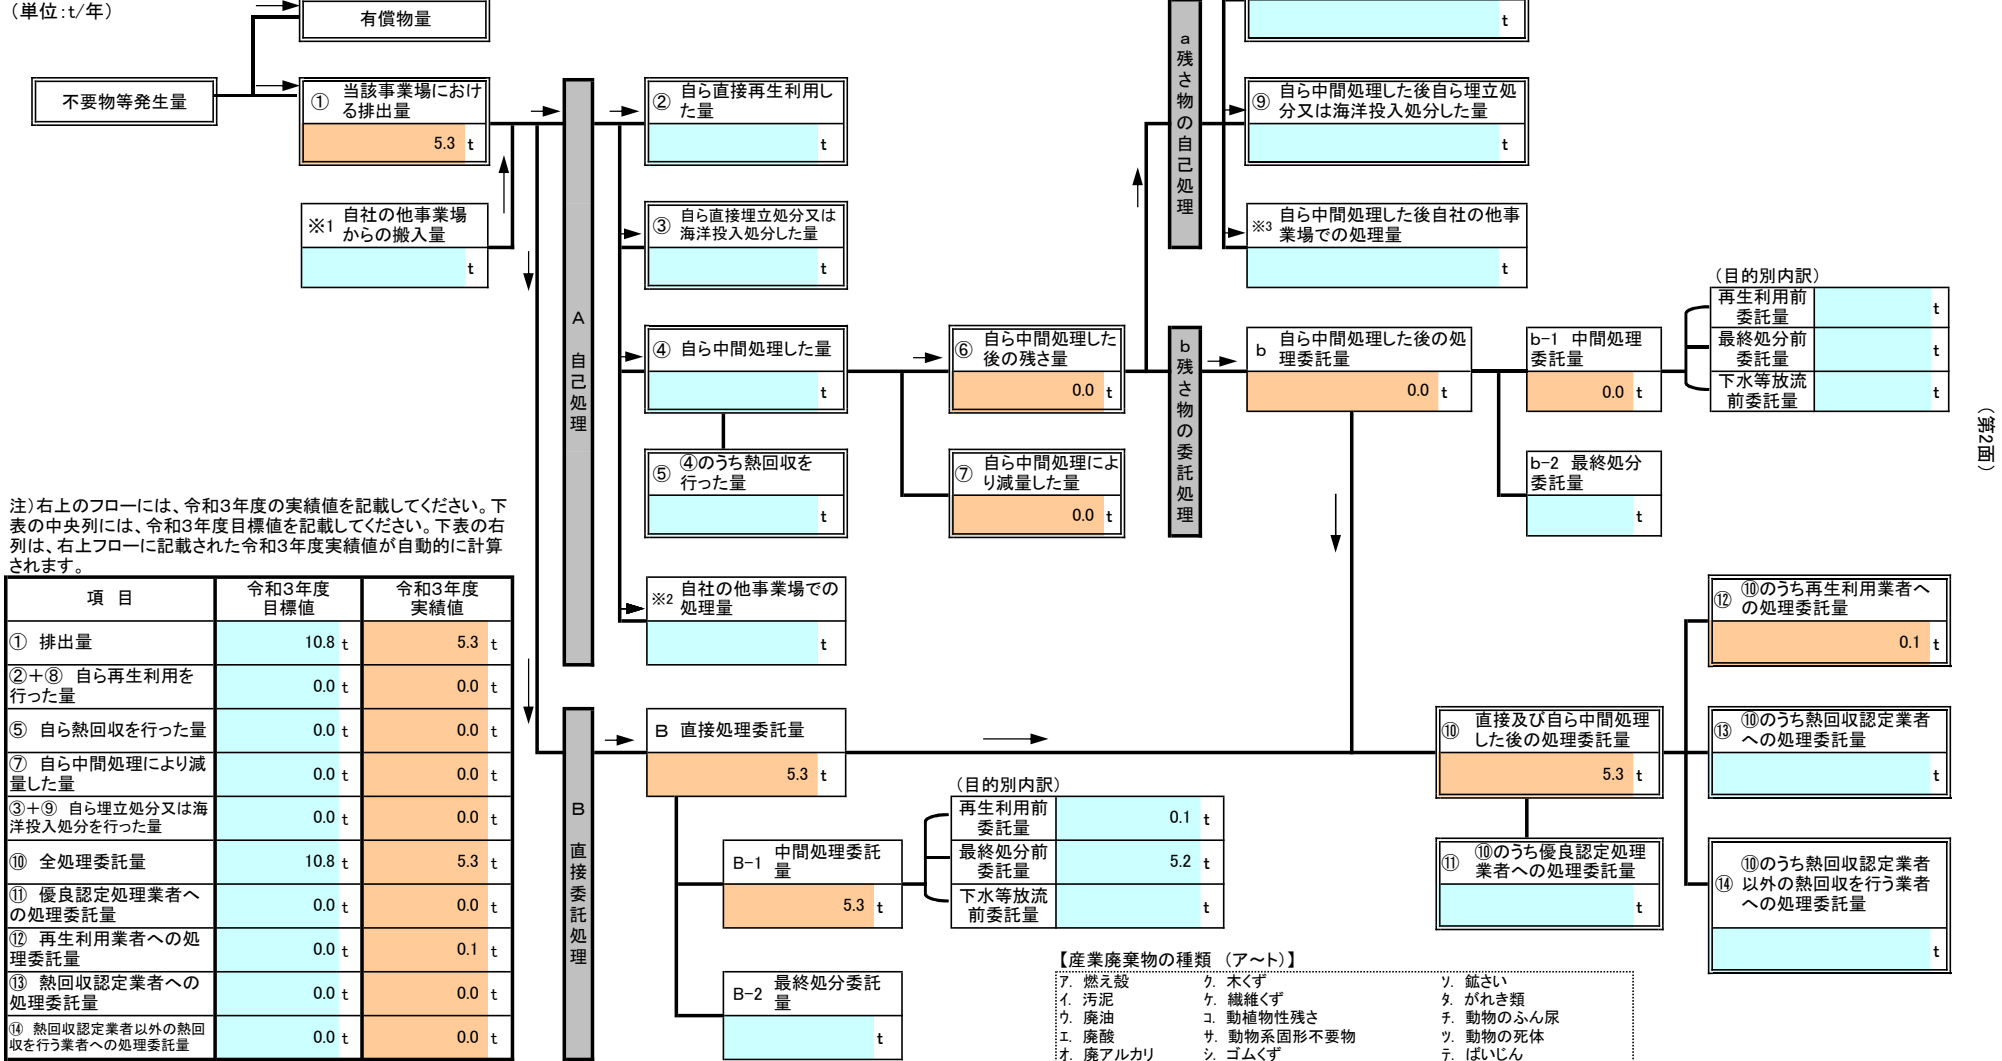 （単位：t/年）
有償物量
不要物等発生量
① 当該事業場におけ
る排出量
5.3 t
※1 自社の他事業場
からの搬入量
t
A 自己処理
② 自ら直接再生利用し
た量
t
③ 自ら直接埋立処分又は
海洋投入処分した量
t
④ 自ら中間処理した量
t
⑤ ④のうち熱回収を
行った量
t
※2 自社の他事業場での
処理量
t
⑥ 自ら中間処理した
後の残さ量
0.0 t
⑦ 自ら中間処理によ
り減量した量
0.0 t
a 残さ物の自己処理
t
⑨ 自ら中間処理した後自ら埋立処
分又は海洋投入処分した量
t
※3 自ら中間処理した後自社の他事
業場での処理量
t
b 残さ物の委託処理
b 自ら中間処理した後の処
理委託量
0.0 t
b-1 中間処理
委託量
0.0 t
b-2 最終処分
委託量
t
（目的別内訳）
再生利用前
委託量 t
最終処分前
委託量 t
下水等放流
前委託量 t
（第2面）
注）右上のフローには、令和3年度の実績値を記載してください。下
表の中央列には、令和3年度目標値を記載してください。下表の右
列は、右上フローに記載された令和3年度実績値が自動的に計算
されます。
項 目 令和3年度 令和3年度
目標値 実績値
① 排出量 10.8 t 5.3 t
②＋⑧ 自ら再生利用を
行った量 0.0 t 0.0 t
⑤ 自ら熱回収を行った量 0.0 t 0.0 t
⑦ 自ら中間処理により減
量した量 0.0 t 0.0 t
③＋⑨ 自ら埋立処分又は海
洋投入処分を行った量 0.0 t 0.0 t
⑩ 全処理委託量 10.8 t 5.3 t
⑪ 優良認定処理業者へ
の処理委託量 0.0 t 0.0 t
⑫ 再生利用業者への処
理委託量 0.0 t 0.1 t
⑬ 熱回収認定業者への
処理委託量 0.0 t 0.0 t
⑭ 熱回収認定業者以外の熱回
収を行う業者への処理委託量 0.0 t 0.0 t
B 直接委託処理
B 直接処理委託量
5.3 t
B-1 中間処理委託
量
5.3 t
B-2 最終処分委託
量
t
（目的別内訳）
再生利用前
委託量 0.1 t
最終処分前
委託量 5.2 t
下水等放流
前委託量 t
⑩ 直接及び自ら中間処理
した後の処理委託量
5.3 t
⑪ ⑩のうち優良認定処理
業者への処理委託量
t
⑫ ⑩のうち再生利用業者へ
の処理委託量
0.1 t
⑬ ⑩のうち熱回収認定業者
への処理委託量
t
⑭ ⑩のうち熱回収認定業者
以外の熱回収を行う業者
への処理委託量
t
【産業廃棄物の種類 （ア～ト）】
ア. 燃え殻 ク. 木くず ソ. 鉱さい
イ. 汚泥 ケ. 繊維くず タ. がれき類
ウ. 廃油 コ. 動植物性残さ チ. 動物のふん尿
エ. 廃酸 サ. 動物系固形不要物 ツ. 動物の死体
オ. 廃アルカリ シ. ゴムくず テ. ばいじん